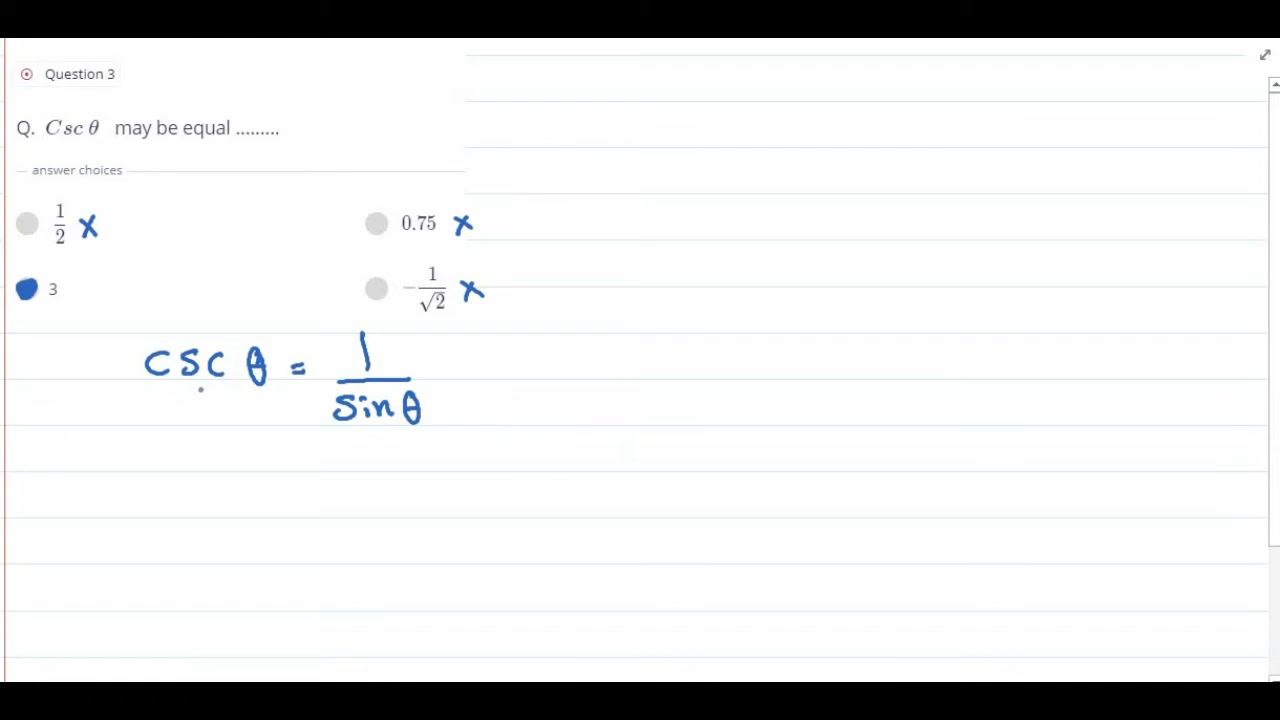 Question 3
Q. Csc θ may be equal .........
answer choices
1/2 x
0.75 x
3
-1/√2 x
CSC θ = 1/sin θ